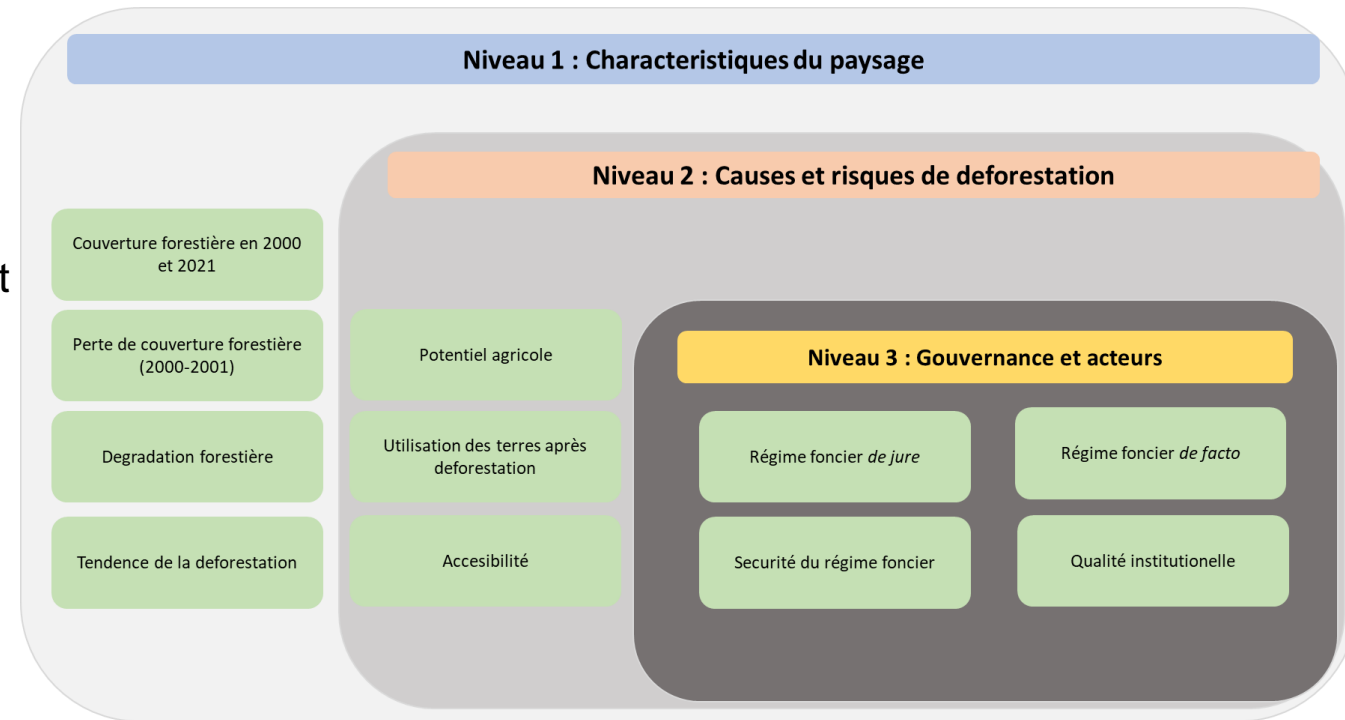 Niveau 1 : Characteristiques du paysage
Niveau 2 : Causes et risques de deforestation
Couverture forestière en 2000
et 2021
t
Perte de couverture forestière
(2000-2001)
Potentiel agricole
Niveau 3 : Gouvernance et acteurs
Degradation forestière
Utilisation des terres après
deforestation
Régime foncier de jure
Régime foncier de facto
Tendence de la deforestation
Accesibilité
Securité du régime foncier
Qualité institutionelle